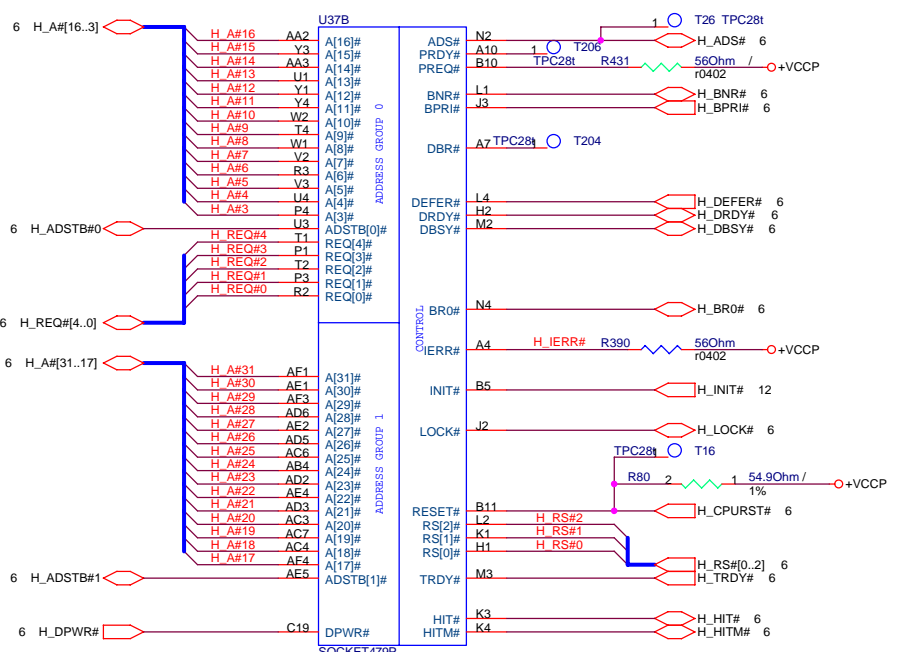 U37B
6 H_A#[16..3]
H_A#16 AA2 A[16]#
H_A#15 Y3 A[15]#
H_A#14 AA3 A[14]#
H_A#13 U1 A[13]#
H_A#12 Y1 A[12]#
H_A#11 Y4 A[11]#
H_A#10 W2 A[10]#
H_A#9 T4 A[9]#
H_A#8 W1 A[8]#
H_A#7 V2 A[7]#
H_A#6 R3 A[6]#
H_A#5 V3 A[5]#
H_A#4 U4 A[4]#
H_A#3 P4 A[3]#
6 H_ADSTB#0 U3 ADSTB[0]#
H_REQ#4 T1 REQ[4]#
H_REQ#3 P1 REQ[3]#
H_REQ#2 T2 REQ[2]#
H_REQ#1 P3 REQ[1]#
H_REQ#0 R2 REQ[0]#
6 H_REQ#[4..0]
ADDRESS GROUP 0
6 H_A#[31..17]
H_A#31 AF1 A[31]#
H_A#30 AE1 A[30]#
H_A#29 AF3 A[29]#
H_A#28 AD6 A[28]#
H_A#27 AE2 A[27]#
H_A#26 AD5 A[26]#
H_A#25 AC6 A[25]#
H_A#24 AB4 A[24]#
H_A#23 AD2 A[23]#
H_A#22 AE4 A[22]#
H_A#21 AD3 A[21]#
H_A#20 AC3 A[20]#
H_A#19 AC7 A[19]#
H_A#18 AC4 A[18]#
H_A#17 AF4 A[17]#
6 H_ADSTB#1 AE5 ADSTB[1]#
ADDRESS GROUP 1
6 H_DPWR# C19 DPWR#
CONTROL
1 T26 TPC28t
ADS# N2 H_ADS# 6
PRDY# A10 1 T206
TPC28t
PREQ# B10 R431 56Ohm / +VCCP
r0402
BNR# L1 H_BNR# 6
BPRI# J3 H_BPRI# 6
DBR# A7 TPC28t 1 T204
DEFER# L4 H_DEFER# 6
DRDY# H2 H_DRDY# 6
DBSY# M2 H_DBSY# 6
BR0# N4 H_BR0# 6
IERR# A4 H_IERR# R390 56Ohm +VCCP
r0402
INIT# B5 H_INIT# 12
LOCK# J2 H_LOCK# 6
TPC28t 1 T16
R80 2 1 54.9Ohm / +VCCP
1%
RESET# B11 H_CPURST# 6
RS[2]# L2 H_RS#2
RS[1]# K1 H_RS#1
RS[0]# H1 H_RS#0
H_RS#[0..2] 6
TRDY# M3 H_TRDY# 6
HIT# K3 H_HIT# 6
HITM# K4 H_HITM# 6
SOCKET479P